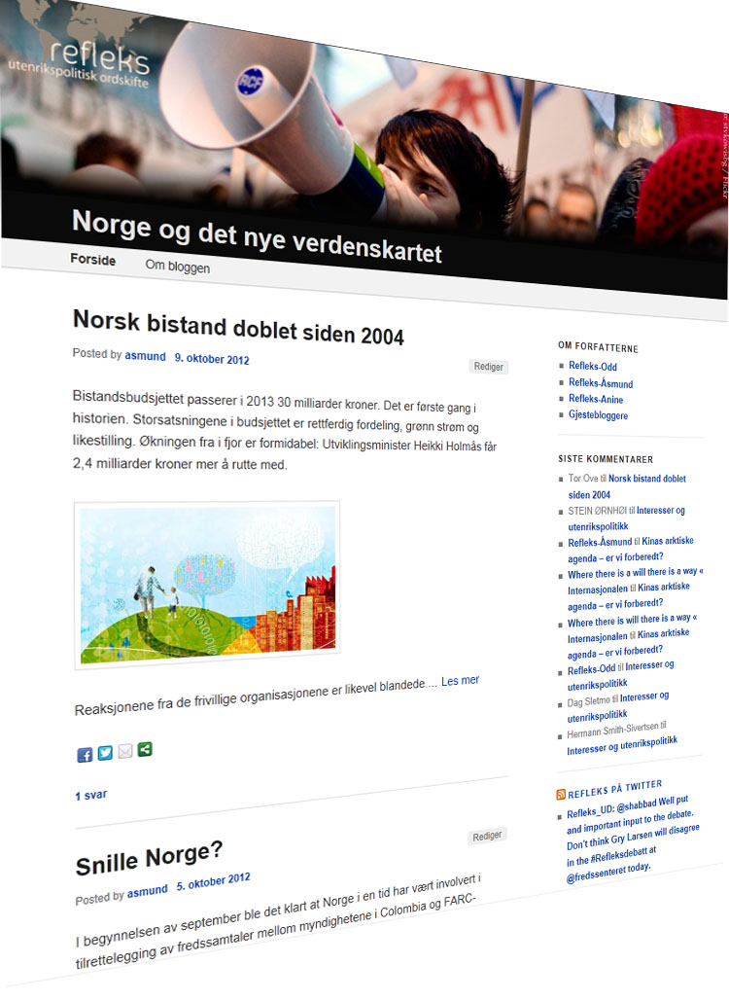 refleks
utenrikspolitisk ordskifte
RCF
Norge og det nye verdenskartet
Forside
Om bloggen
Norsk bistand doblet siden 2004
Posted by asmund 9. oktober 2012
Rediger
Bistandsbudsjettet passerer i 2013 30 milliarder kroner. Det er første gang i
historien. Storsatsningene i budsjettet er rettferdig fordeling, grønn strøm og
likestilling. Økningen fra i fjor er formidabel: Utviklingsminister Heikki Holmås får
2,4 milliarder kroner mer å rutte med.
Reaksjonene fra de frivillige organisasjonene er likevel blandede.... Les mer
1 svar
Snille Norge?
Posted by asmund 5. oktober 2012
Rediger
I begynnelsen av september ble det klart at Norge i en tid har vært involvert i
tilrettelegging av fredssamtaler mellom myndighetene i Colombia og FARC-
OM FORFATTERNE
Refleks-Odd
Refleks-Åsmund
Refleks-Anine
Gjestebloggere
SISTE KOMMENTARER
Tor Ove til Norsk bistand doblet
siden 2004
STEIN ØRNHØI til Interesser og
utenrikspolitikk
Refleks-Åsmund til Kinas arktiske
agenda – er vi forberedt?
Where there is a will there is a way «
Internasjonalen til Kinas arktiske
agenda – er vi forberedt?
Where there is will there is a way «
Internasjonalen til Kinas arktiske
agenda – er vi forberedt?
Refleks-Odd til Interesser og
utenrikspolitikk
Dag Sletmo til Interesser og
utenrikspolitikk
Hermann Smith-Sivertsen til
Interesser og utenrikspolitikk
REFLEKS PÅ TWITTER
Refleks_UD: @shabbad Well put
and important input to the debate.
Don't think Gry Larsen will disagree
in the #Refleksdebatt at
@fredssenteret today.
/ Flickr